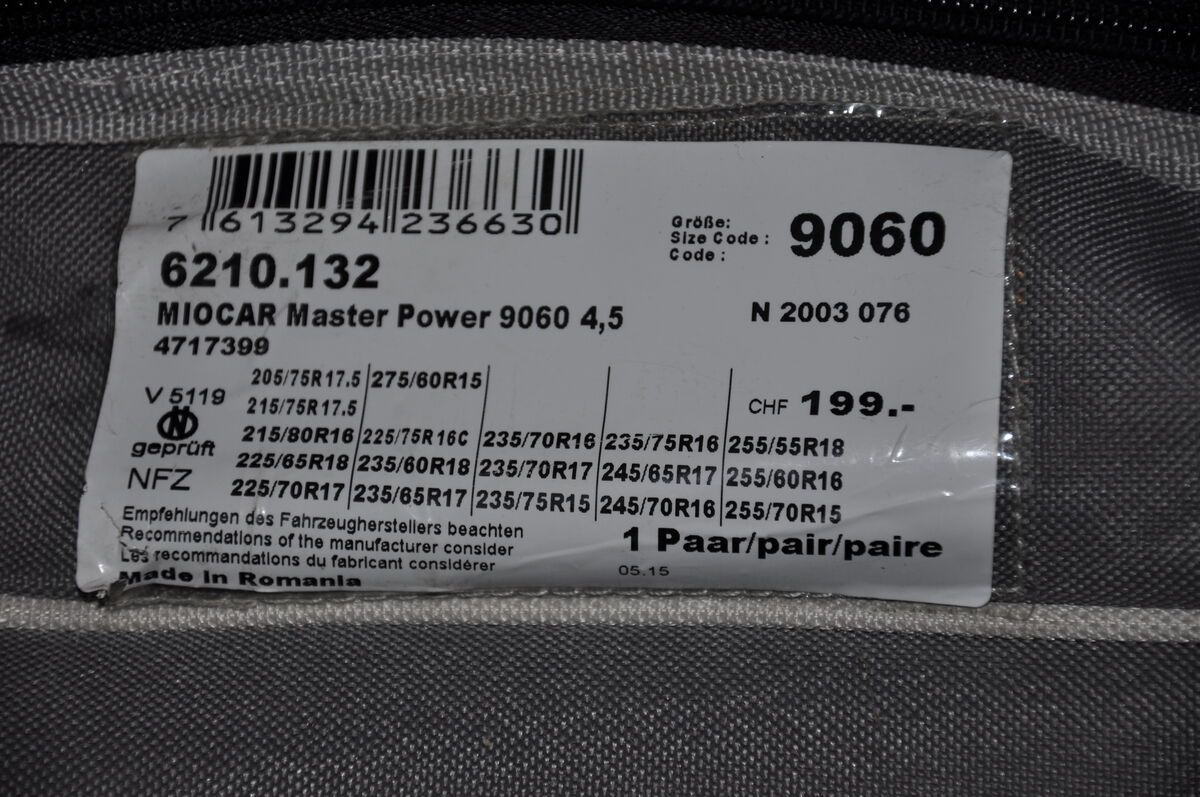 7 613294 236630
Größe:
Size Code :
Code :
9060
6210.132
MIOCAR Master Power 9060 4,5
N 2003 076
4717399
205/75R17.5 275/60R15
V 5119
215/75R17.5
CHF 199.-
N
geprüft
215/80R16 225/75R16C 235/70R16 235/75R16 255/55R18
225/65R18 235/60R18 235/70R17 245/65R17 255/60R16
NFZ
225/70R17 235/65R17 235/75R15 245/70R16 255/70R15
Empfehlungen des Fahrzeugherstellers beachten
Recommendations of the manufacturer consider
Les recommandations du fabricant considérer
Made in Romania
1 Paar/pair/paire
05.15